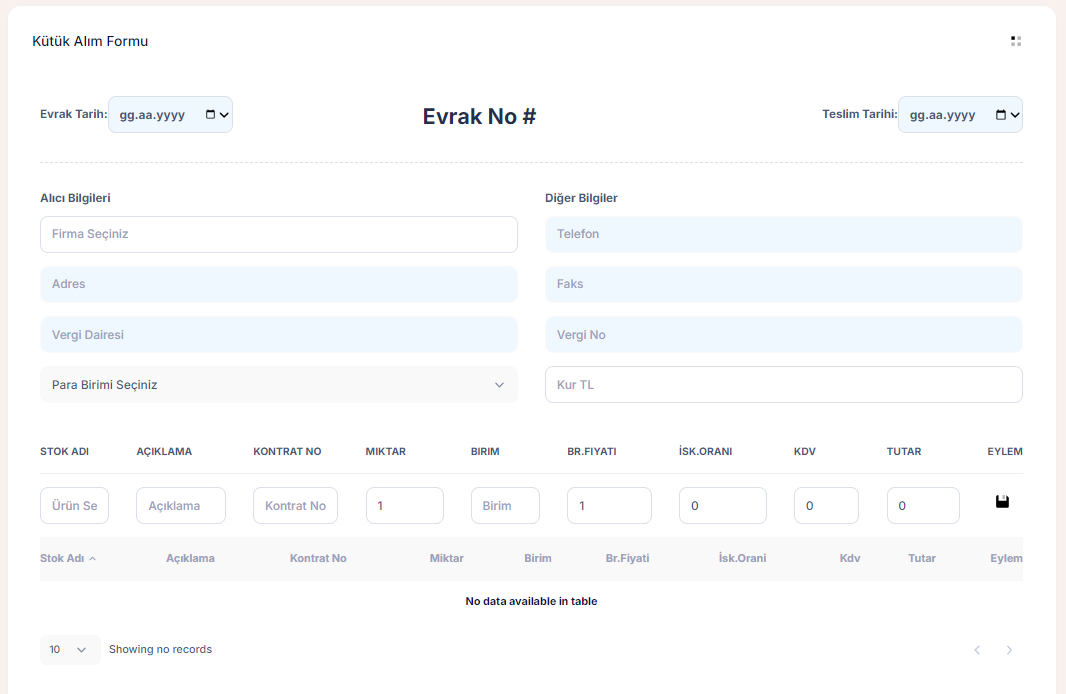 Kütük Alım Formu
Evrak Tarih: gg.aa.yyyy Evrak No # Teslim Tarihi: gg.aa.yyyy
Alıcı Bilgileri
Firma Seçiniz
Adres
Vergi Dairesi
Para Birimi Seçiniz
Diğer Bilgiler
Telefon
Faks
Vergi No
Kur TL
STOK ADI AÇIKLAMA KONTRAT NO MIKTAR BIRIM BR.FIYATI İSK.ORANI KDV TUTAR EYLEM
Ürün Se Açıklama Kontrat No 1 Birim 1 0 0 0
Stok Adı Açıklama Kontrat No Miktar Birim Br.Fiyati İsk.Orani Kdv Tutar Eylem
No data available in table
10 Showing no records